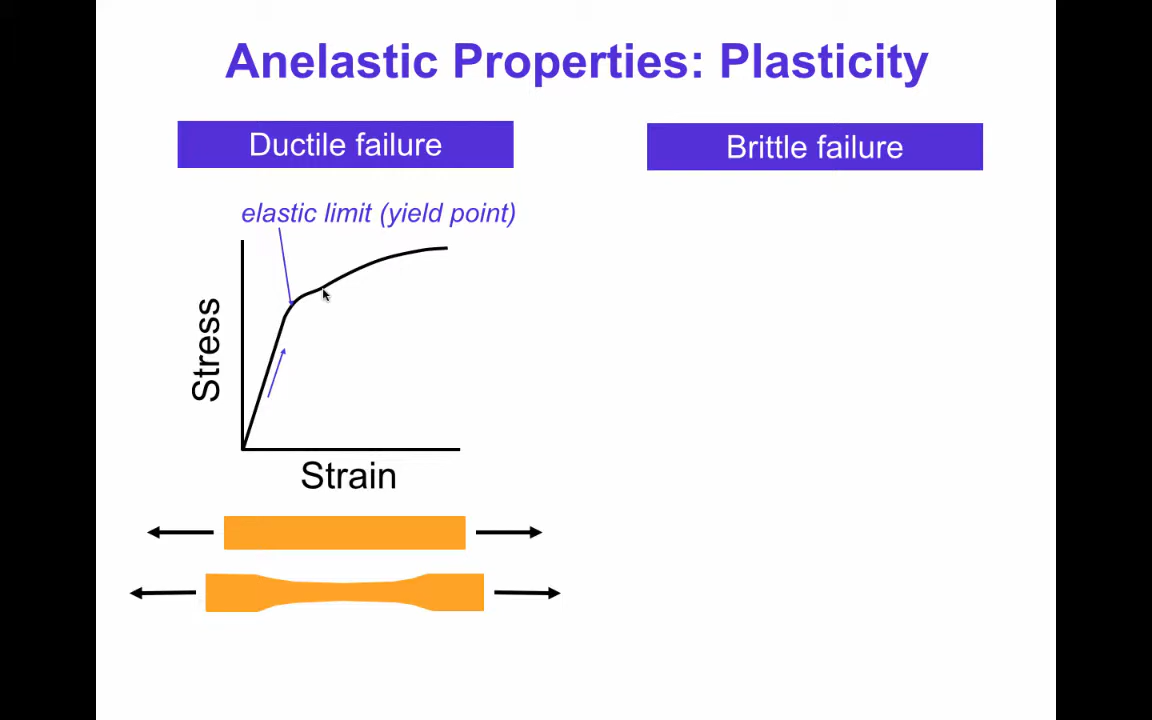 Anelastic Properties: Plasticity
Ductile failure
Brittle failure
elastic limit (yield point)
Stress
Strain